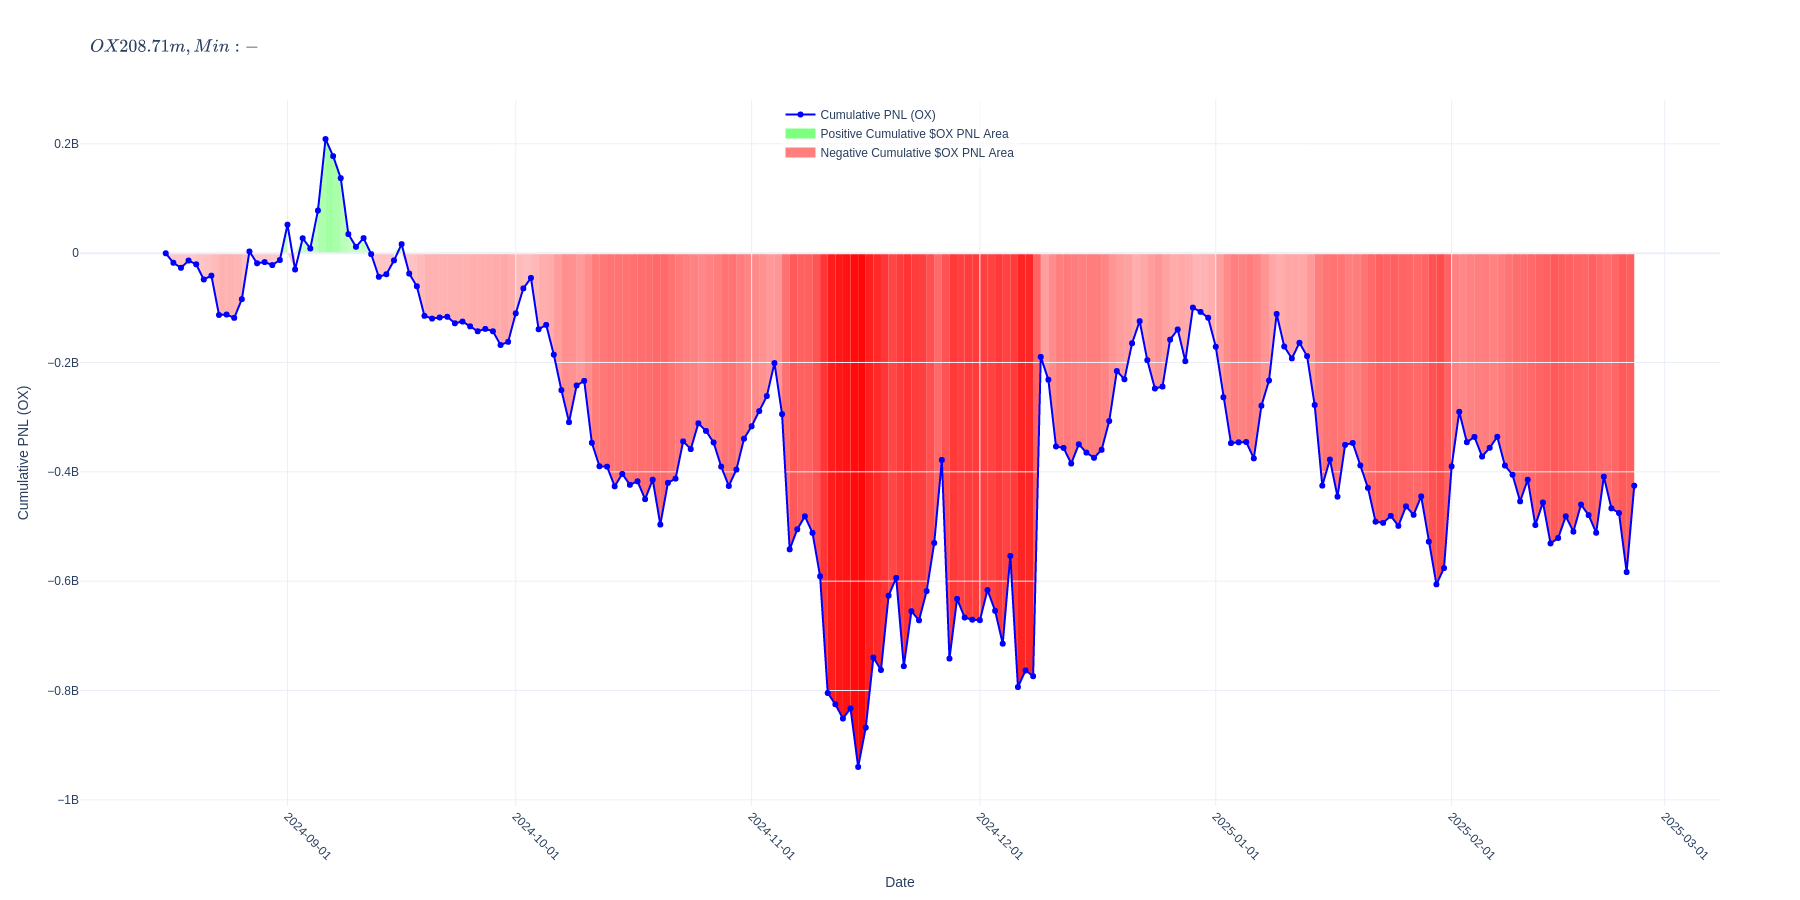 OX208.71m, Min : −
Cumulative PNL (OX)
Positive Cumulative $OX PNL Area
Negative Cumulative $OX PNL Area
0.2B
0
−0.2B
−0.4B
−0.6B
−0.8B
−1B
Cumulative PNL (OX)
2024-09-01
2024-10-01
2024-11-01
2024-12-01
2025-01-01
2025-02-01
2025-03-01
Date